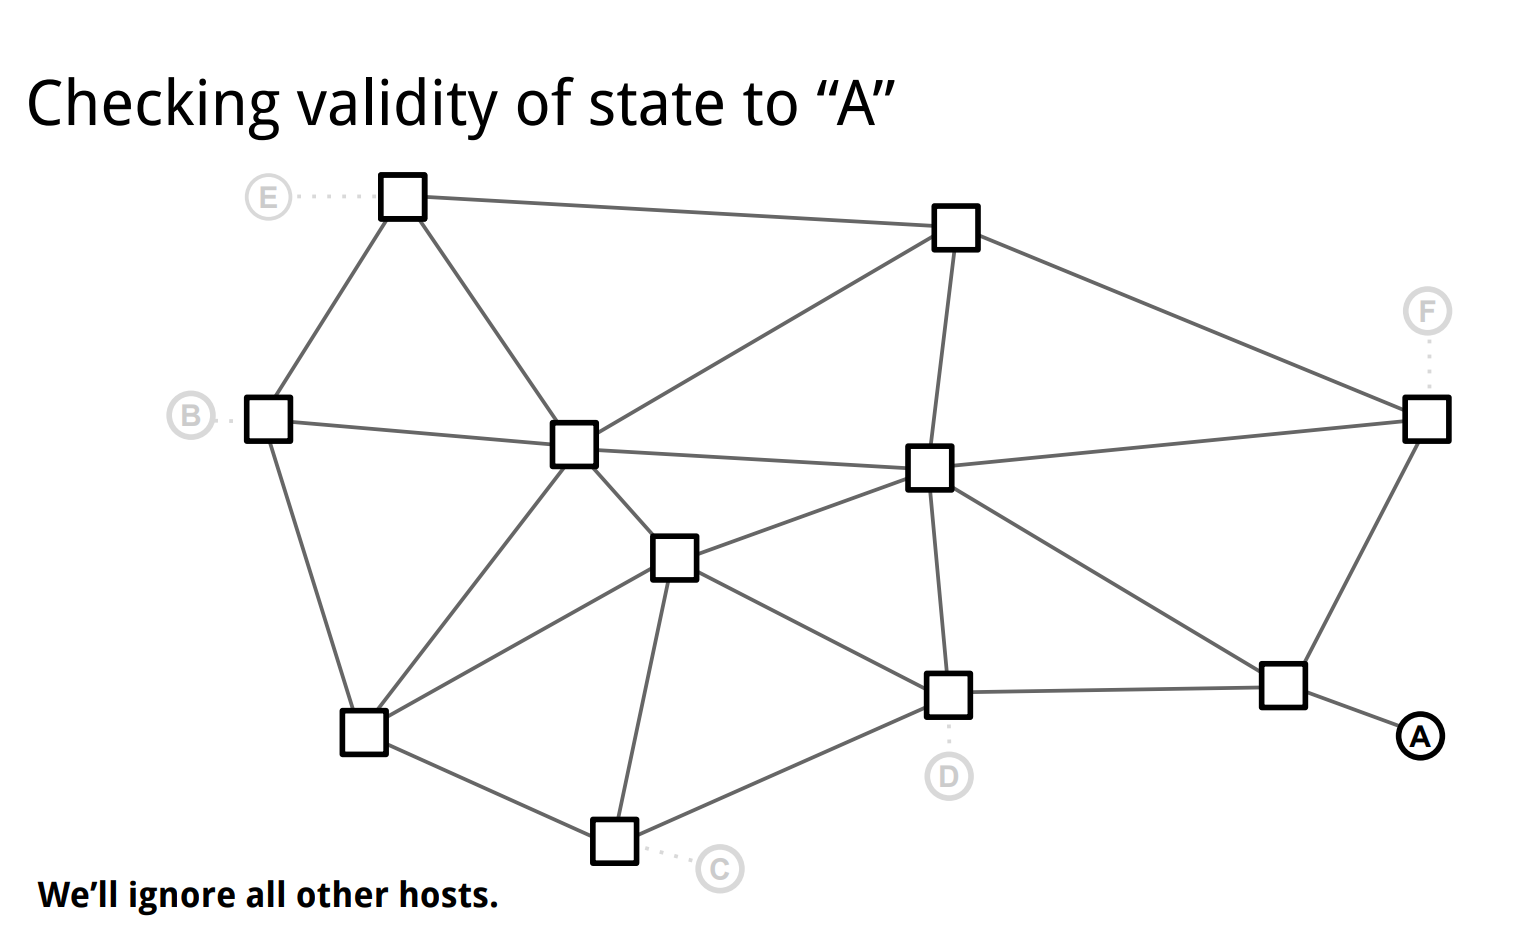 Checking validity of state to “A”
E
F
B
A
D
C
We’ll ignore all other hosts.